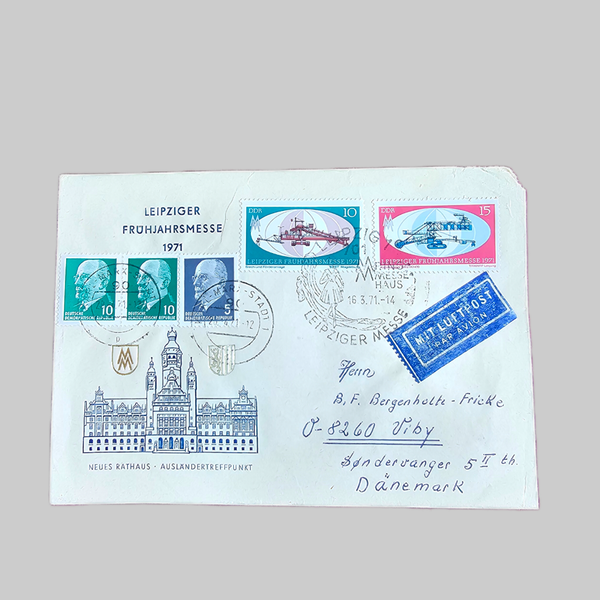 LEIPZIGER
FRÜHJAHRSMESSE
1971
DDR 10
LEIPZIGER FRÜHJAHRSMESSE 1971
DDR 15
LEIPZIGER FRÜHJAHRSMESSE 1971
10
DEUTSCHE
DEMOKRATISCHE REPUBLIK
10
DEUTSCHE
DEMOKRATISCHE REPUBLIK
5
DEUTSCHE
DEMOKRATISCHE REPUBLIK
MESSE
HAUS
16.3.71.-14
LEIPZIGER MESSE
MIT LUFTPOST
PAR AVION
NEUES RATHAUS · AUSLÄNDERTREFFPUNKT
Herrn
B. F. Bergenholtz-Fricke
8260 Viby
Søndervanger 5 II th.
Dänemark